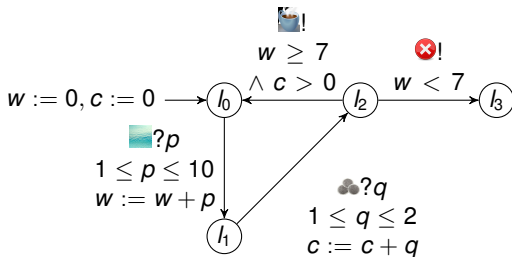 !
w ≥ 7
∧ c > 0
!
w < 7
w := 0, c := 0
l₀
l₂
l₃
?p
1 ≤ p ≤ 10
w := w + p
?q
1 ≤ q ≤ 2
c := c + q
l₁